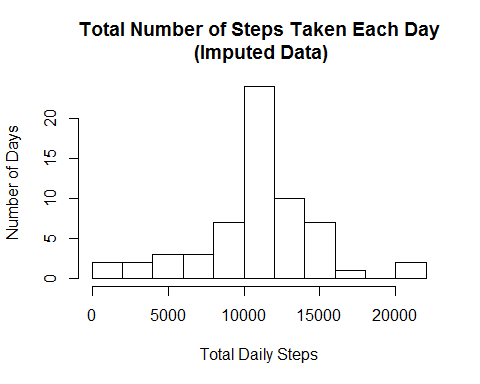 Total Number of Steps Taken Each Day
(Imputed Data)
Number of Days
20
15
10
5
0
0 5000 10000 15000 20000
Total Daily Steps